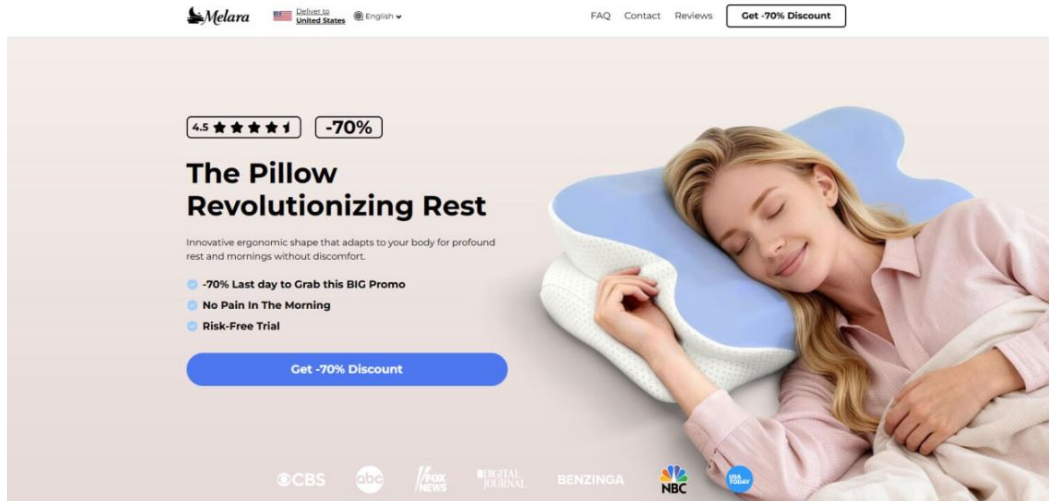 Melara
Deliver to
United States
English
FAQ
Contact
Reviews
Get -70% Discount
4.5
-70%
The Pillow
Revolutionizing Rest
Innovative ergonomic shape that adapts to your body for profound
rest and mornings without discomfort.
-70% Last day to Grab this BIG Promo
No Pain In The Morning
Risk-Free Trial
Get -70% Discount
CBS
abc
FOX
NEWS
DIGITAL
JOURNAL
BENZINGA
NBC
USA
TODAY